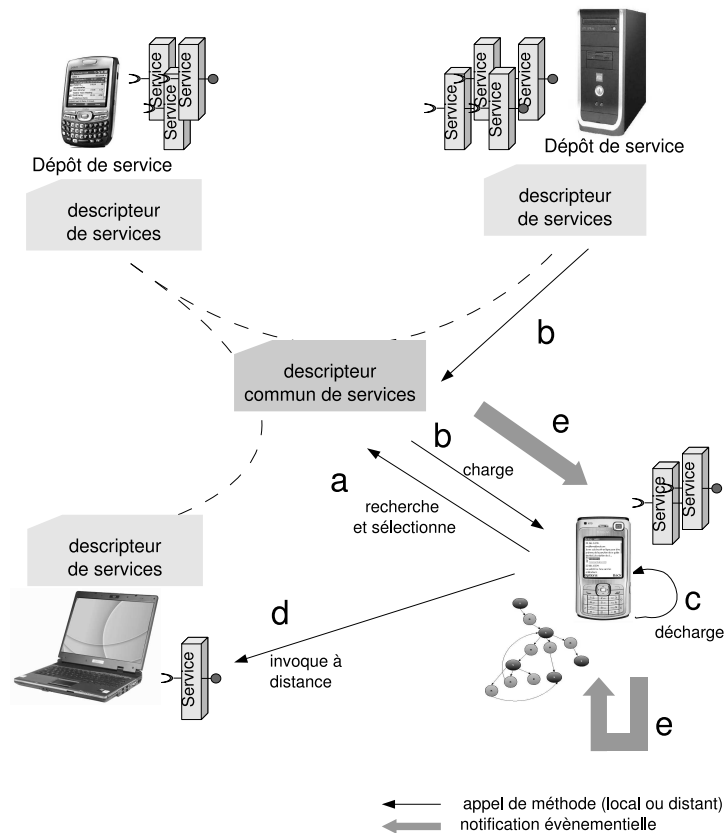 Service
Service
Service
Service
Service
Service
Service
Dépôt de service
Dépôt de service
descripteur
de services
descripteur
de services
b
descripteur
commun de services
e
b
charge
a
recherche
et sélectionne
Service
Service
descripteur
de services
c
décharge
d
invoque à
distance
Service
e
appel de méthode (local ou distant)
notification évènementielle